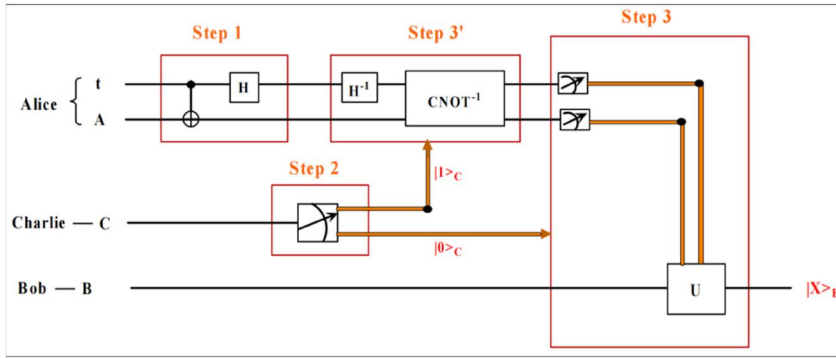 Step 1
Step 3'
Step 3
Alice
t
A
H
H-1
CNOT-1
Step 2
|1>C
Charlie — C
|0>C
Bob — B
U
|X>B